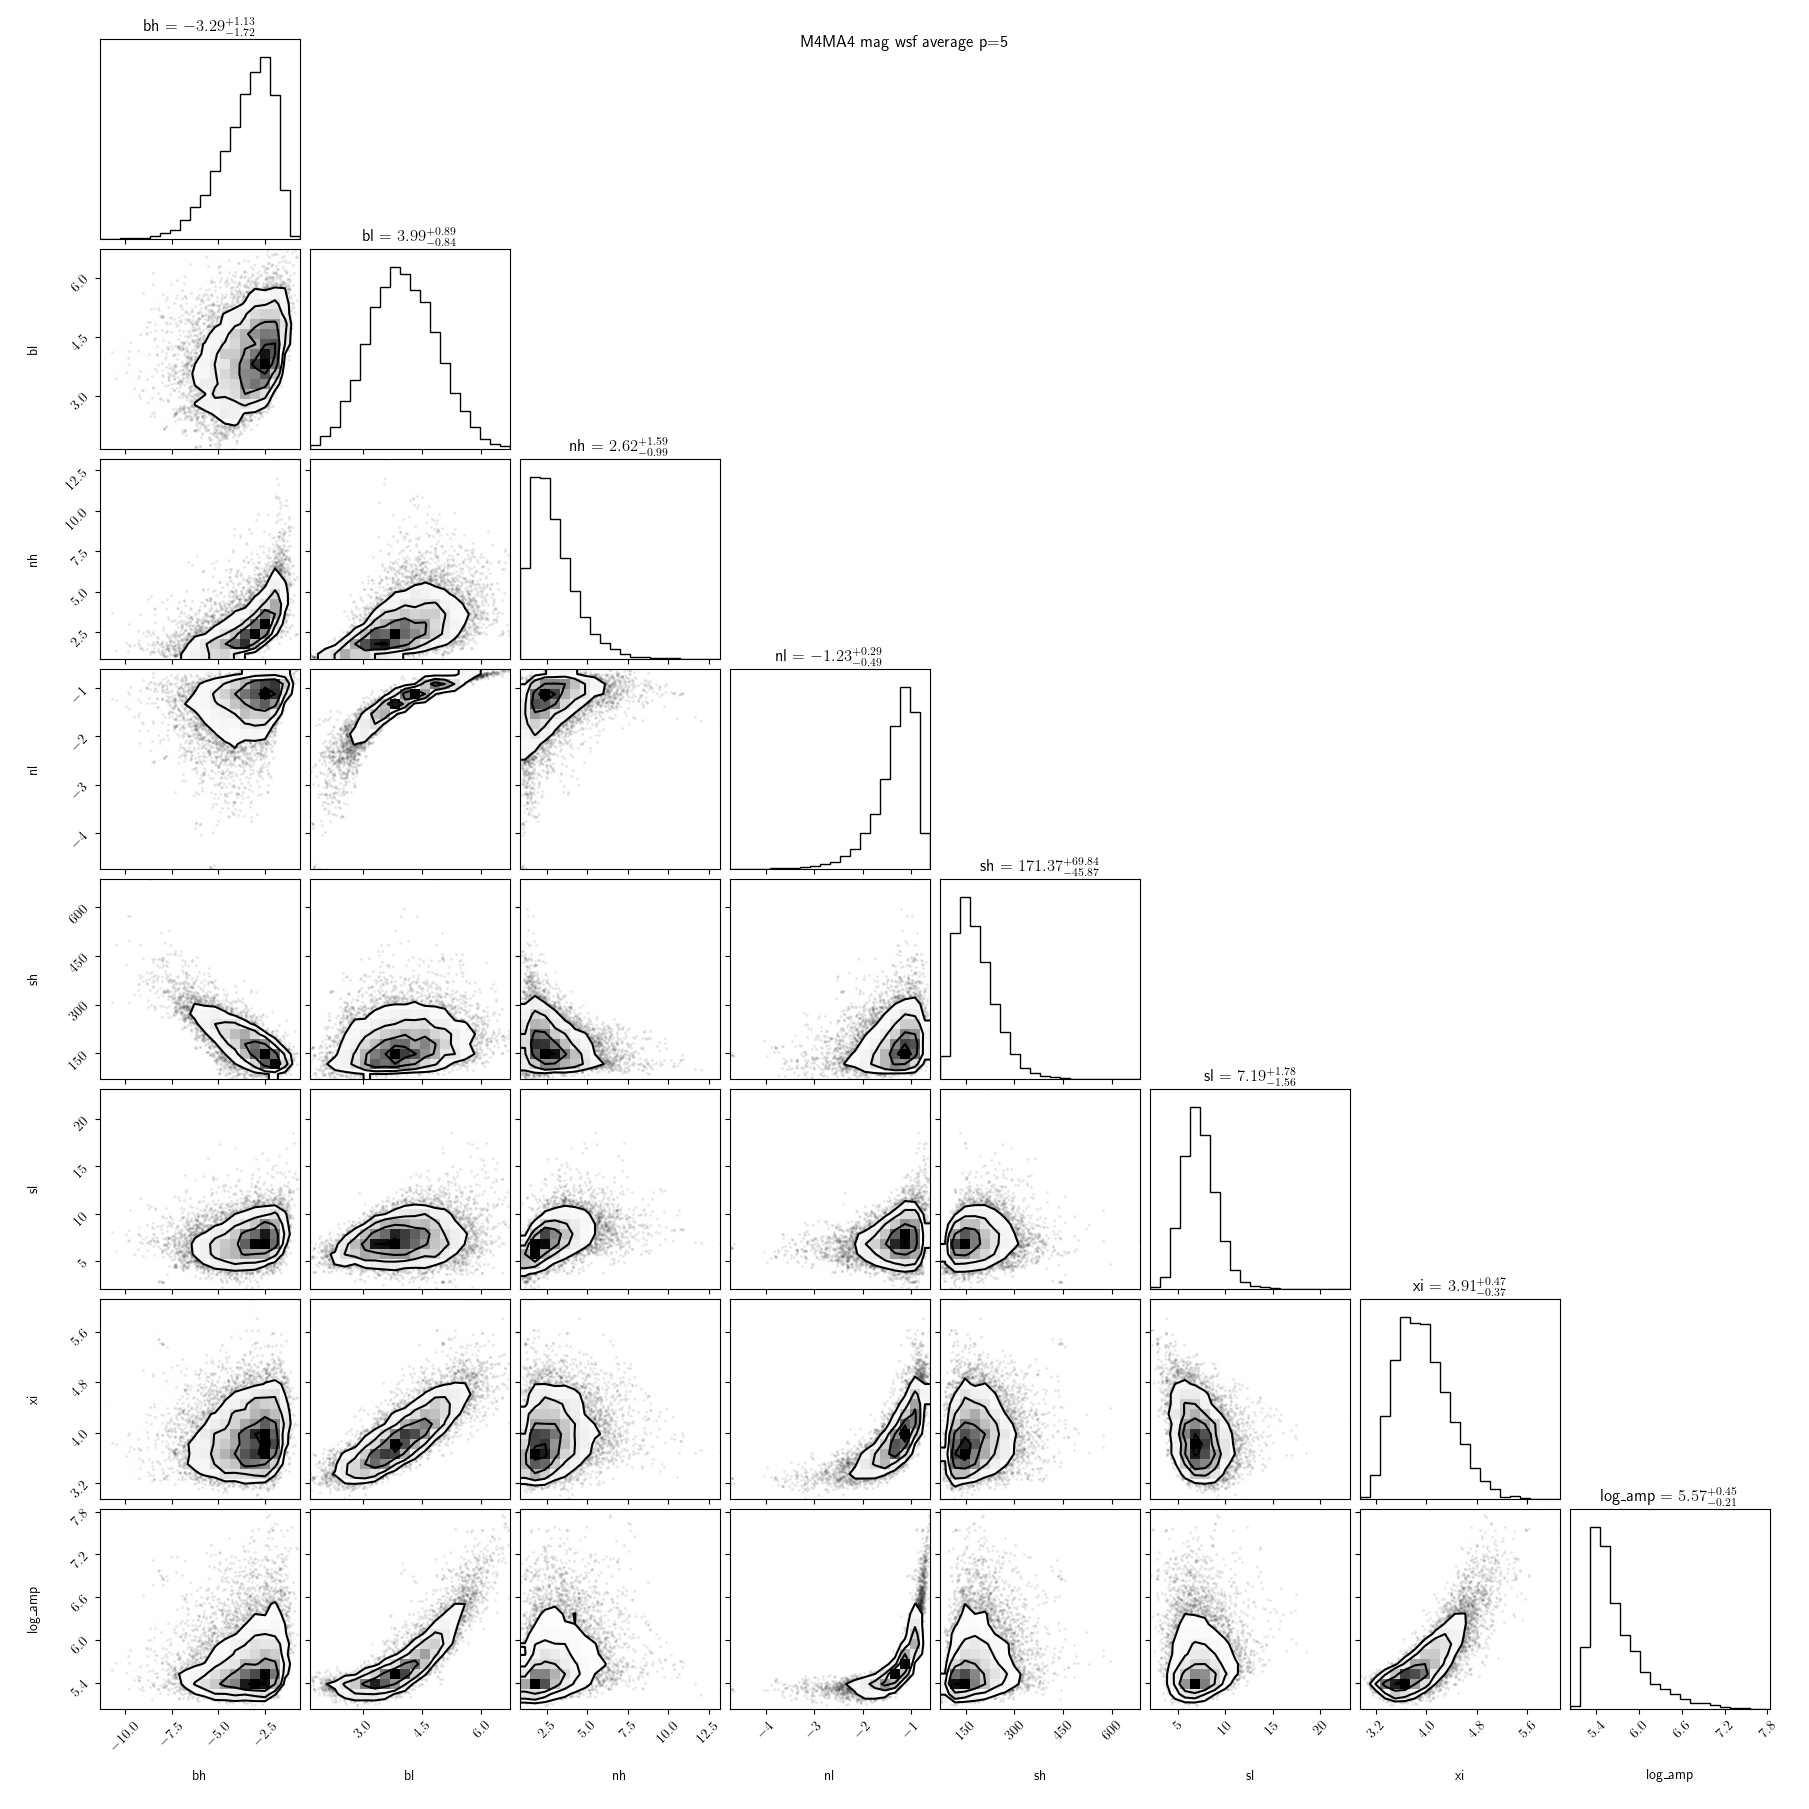 M4MA4 mag wsf average p=5
bh = −3.29 +1.13 −1.72
bl = 3.99 +0.89 −0.84
nh = 2.62 +1.59 −0.99
nl = −1.23 +0.29 −0.49
sh = 171.37 +69.84 −45.87
sl = 7.19 +1.78 −1.56
xi = 3.91 +0.47 −0.37
log_amp = 5.57 +0.45 −0.21
bl
6.0
4.5
3.0
nh
12.5
10.0
7.5
5.0
2.5
nl
−1
−2
−3
−4
sh
600
450
300
150
sl
20
15
10
5
xi
5.6
4.8
4.0
3.2
log_amp
7.8
7.2
6.6
6.0
5.4
−10.0 −7.5 −5.0 −2.5
3.0 4.5 6.0
2.5 5.0 7.5 10.0 12.5
−4 −3 −2 −1
150 300 450 600
5 10 15 20
3.2 4.0 4.8 5.6
5.4 6.0 6.6 7.2 7.8
bh bl nh nl sh sl xi log_amp